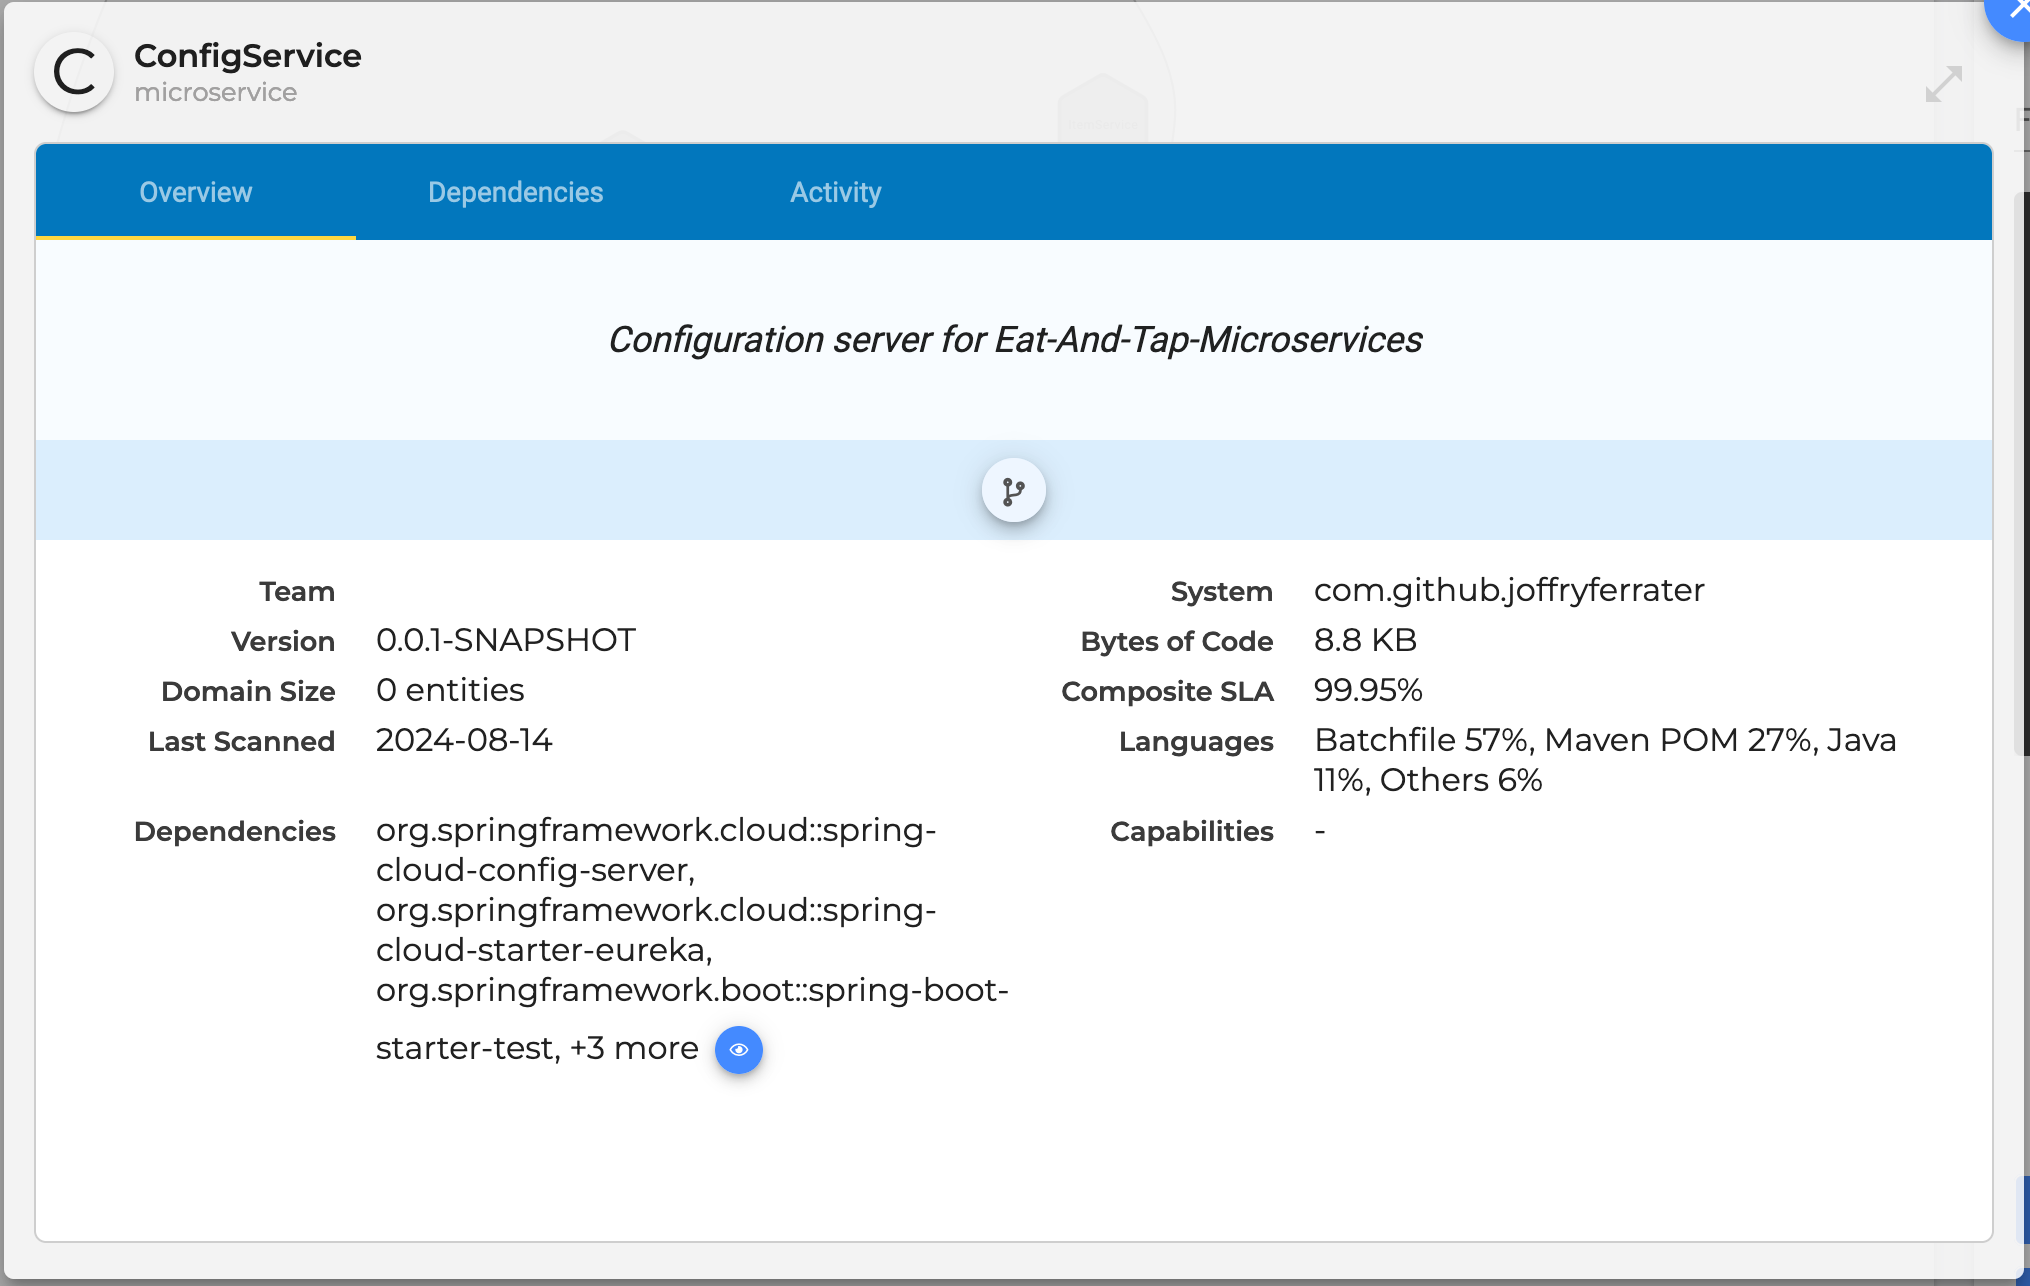 ConfigService
microservice
Overview
Dependencies
Activity
Configuration server for Eat-And-Tap-Microservices
Team
Version 0.0.1-SNAPSHOT
Domain Size 0 entities
Last Scanned 2024-08-14
Dependencies org.springframework.cloud::spring-
cloud-config-server,
org.springframework.cloud::spring-
cloud-starter-eureka,
org.springframework.boot::spring-boot-
starter-test, +3 more
System com.github.joffryferrater
Bytes of Code 8.8 KB
Composite SLA 99.95%
Languages Batchfile 57%, Maven POM 27%, Java
11%, Others 6%
Capabilities -